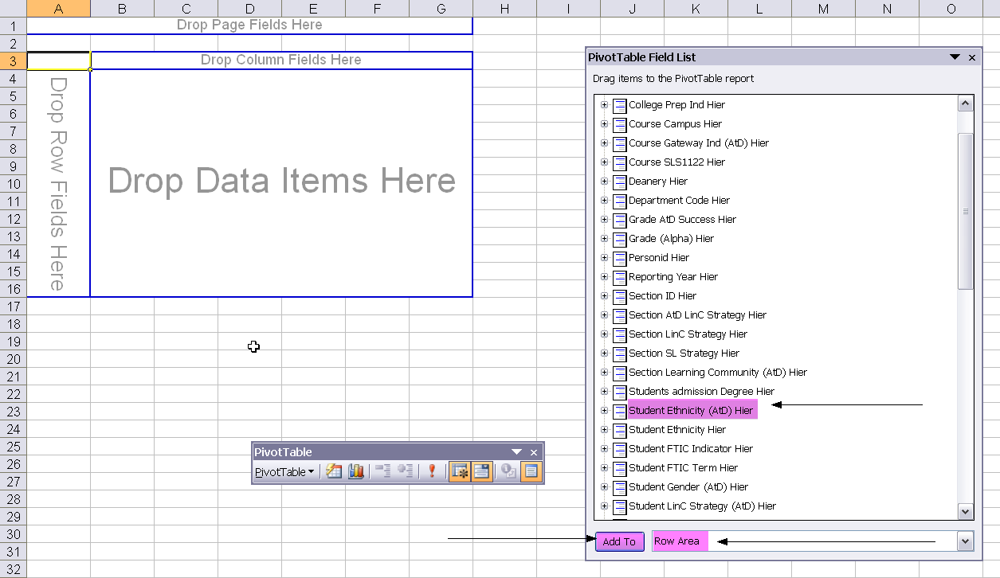 A B C D E F G H I J K L M N O
1 Drop Page Fields Here
2
3 Drop Column Fields Here
4
5
6
7
8
9
10
11
12
13
14
15
16
Drop Row Fields Here
Drop Data Items Here
17
18
19
20
21
22
23
24
25
26
27
28
29
30
31
32
PivotTable
PivotTable
PivotTable Field List
Drag items to the PivotTable report
College Prep Ind Hier
Course Campus Hier
Course Gateway Ind (AtD) Hier
Course SLS1122 Hier
Deanery Hier
Department Code Hier
Grade AtD Success Hier
Grade (Alpha) Hier
Personid Hier
Reporting Year Hier
Section ID Hier
Section AtD LinC Strategy Hier
Section LinC Strategy Hier
Section SL Strategy Hier
Section Learning Community (AtD) Hier
Students admission Degree Hier
Student Ethnicity (AtD) Hier
Student Ethnicity Hier
Student FTIC Indicator Hier
Student FTIC Term Hier
Student Gender (AtD) Hier
Student LinC Strategy (AtD) Hier
Add To Row Area